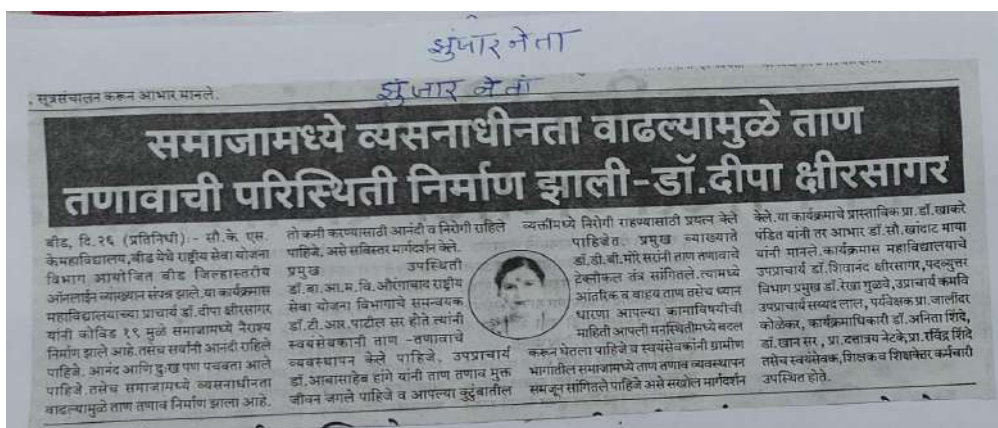 झुंजार नेता
झुंजार नेता
सूत्रसंचालन करून आभार मानले.
समाजामध्ये व्यसनाधीनता वाढल्यामुळे ताण
तणावाची परिस्थिती निर्माण झाली-डॉ.दीपा क्षीरसागर
बीड, दि.२६ (प्रतिनिधी):- सौ.के एस.
केमहाविद्यालय,बीड येथे राष्ट्रीय सेवा योजना
विभाग आयोजित बीड जिल्हास्तरीय
ऑनलाईन व्याख्यान संपन्न झाले.या कार्यक्रमास
महाविद्यालयाच्या प्राचार्य डॉ.दीपा क्षीरसागर
यांनी कोविड १९ मुळे समाजामध्ये नैराश्य
निर्माण झाले आहे.तसेच सर्वांनी आनंदी राहिले
पाहिजे. आनंद आणि दुःख पण पचवता आले
पाहिजे तसेच समाजामध्ये व्यसनाधीनता
वाढल्यामुळे ताण तणाव निर्माण झाला आहे.
तो कमी करण्यासाठी आनंदी व निरोगी राहिले
पाहिजे, असे सविस्तर मार्गदर्शन केले.
प्रमुख उपस्थिती
डॉ.बा.आ.म.वि.औरंगाबाद राष्ट्रीय
सेवा योजना विभागाचे समन्वयक
डॉ.टी.आर.पाटील सर होते त्यांनी
स्वयंसेवकानी ताण -तणावाचे
व्यवस्थापन केले पाहिजे, उपप्राचार्य
डॉ.आबासाहेब हांगे यांनी ताण तणाव मुक्त
जीवन जगले पाहिजे व आपल्या कुटुंबातील
व्यक्तींमध्ये निरोगी राहण्यासाठी प्रयत्न केले
पाहिजेत. प्रमुख व्याख्याते
डॉ.डी.बी.मोरे सरांनी ताण तणावाचे
टेक्नीकल तंत्र सांगितले.त्यामध्ये
आंतरिक व बाहय ताण तसेच ध्यान
धारणा आपल्या कामाविषयीची
माहिती आपली मनस्थितीमध्ये बदल
करून घेतला पाहिजे व स्वयंसेवकांनी ग्रामीण
भागातील समाजामध्ये ताण तणाव व्यवस्थापन
समजून सांगितले पाहिजे असे सखोल मार्गदर्शन
केले.या कार्यक्रमाचे प्रास्ताविक प्रा.डॉ.खाकरे
पंडित यांनी तर आभार डॉ.सौ.खांदाट माया
यांनी मानले.कार्यक्रमास महाविद्यालयाचे
उपप्राचार्य डॉ.शिवानंद क्षीरसागर,पदव्युत्तर
विभाग प्रमुख डॉ.रेखा गुळवे,उप्राचार्य कमवि
उपप्राचार्य सय्यद लाल, पर्यवेक्षक प्रा.जालींदर
कोळेकर, कार्यक्रमाधिकारी डॉ.अनिता शिंदे,
डॉ.खान सर, प्रा.दत्तात्रय नेटके,प्रा.रविंद्र शिंदे
तसेच स्वयंसेवक,शिक्षक व शिक्षकेत्तर कर्मचारी
उपस्थित होते.